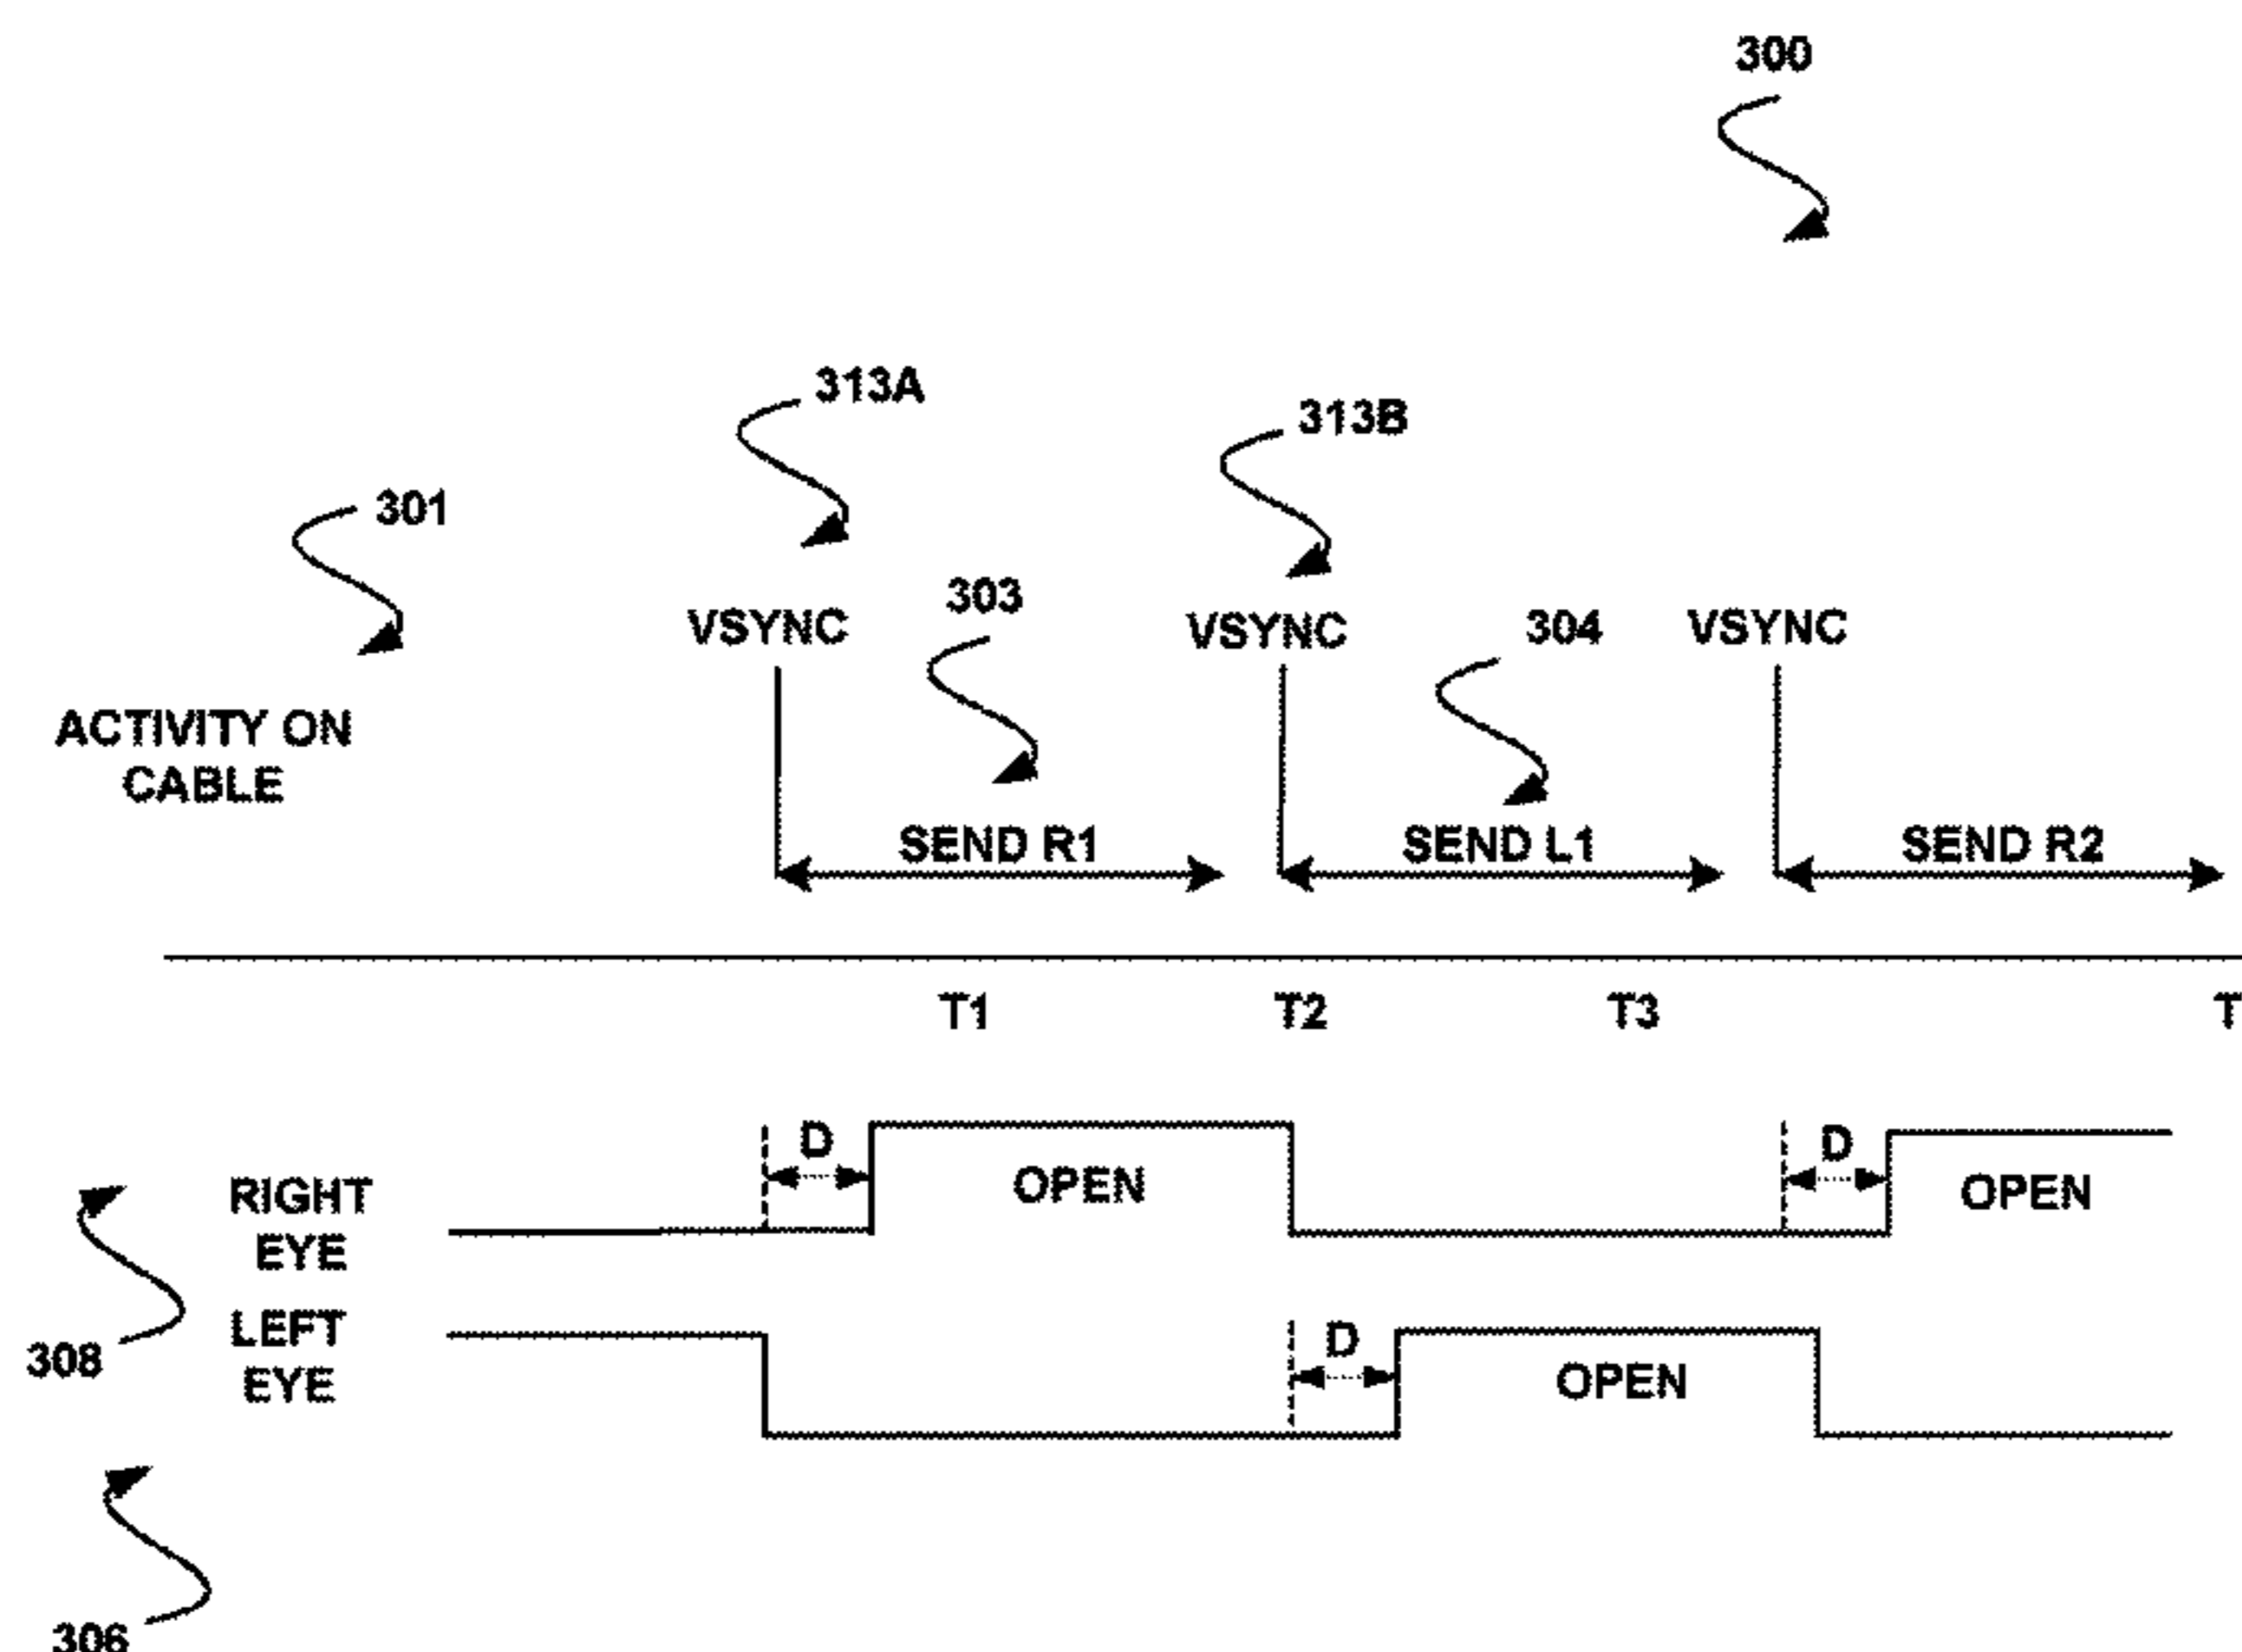 300
313A
313B
301
303
304
VSYNC VSYNC VSYNC
ACTIVITY ON
CABLE
SEND R1 SEND L1 SEND R2
T1 T2 T3 T
D D
RIGHT
EYE
OPEN OPEN
LEFT
EYE
D
OPEN
308
306